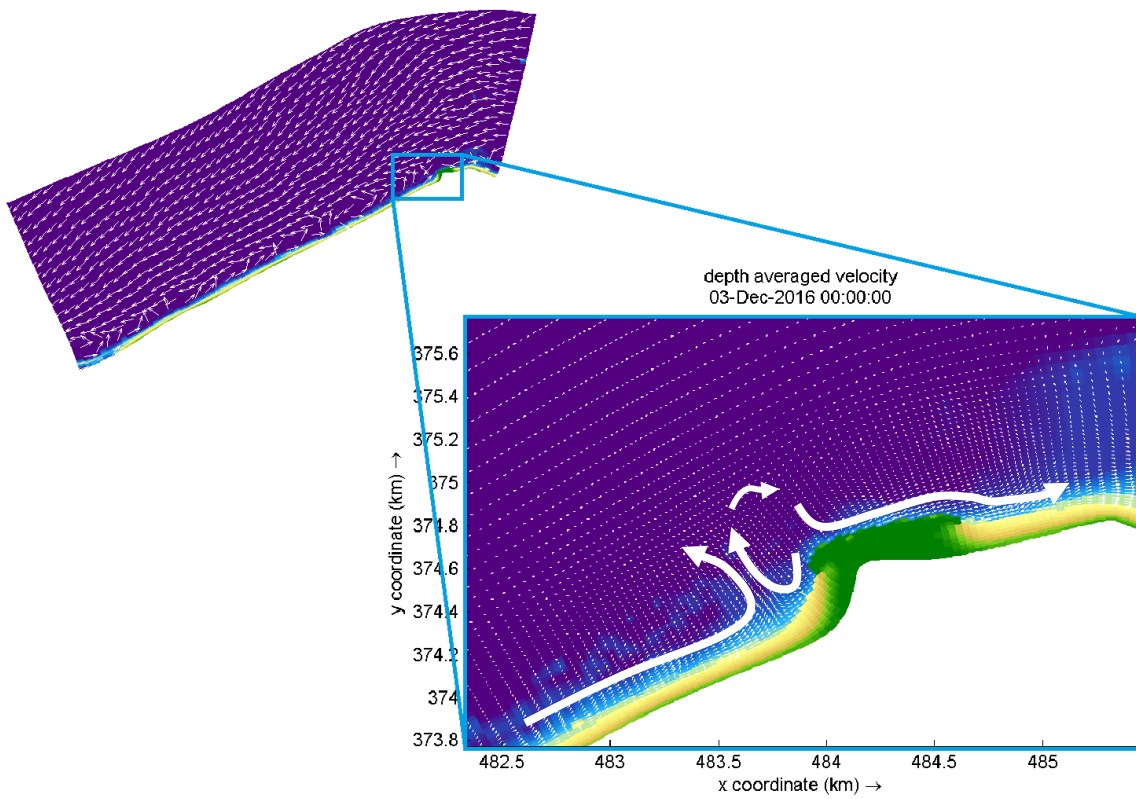 depth averaged velocity
03-Dec-2016 00:00:00
375.6
375.4
375.2
375
374.8
374.6
374.4
374.2
374
373.8
y coordinate (km) →
482.5 483 483.5 484 484.5 485
x coordinate (km) →